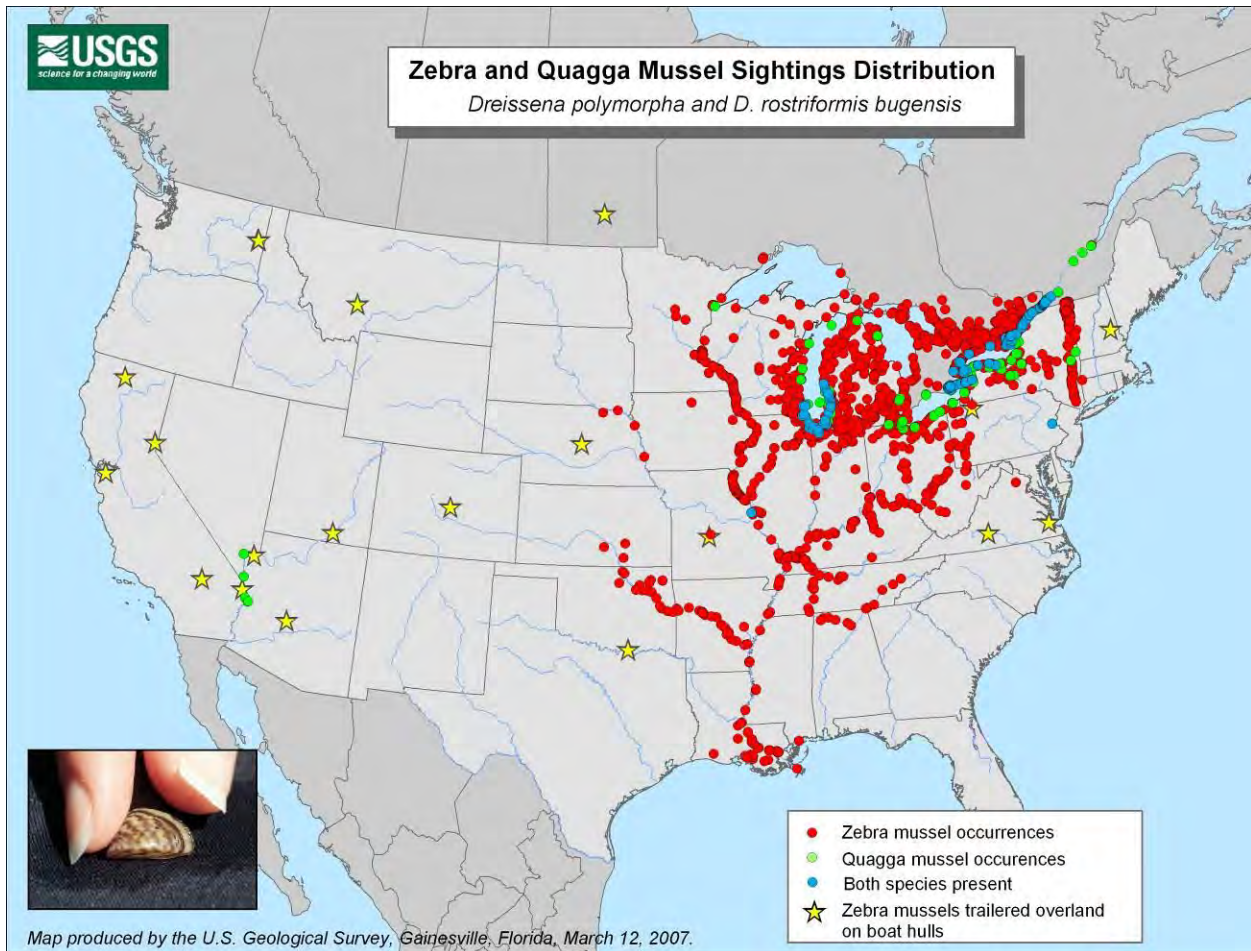 USGS
science for a changing world
Zebra and Quagga Mussel Sightings Distribution
Dreissena polymorpha and D. rostriformis bugensis
Zebra mussel occurrences
Quagga mussel occurences
Both species present
Zebra mussels trailered overland
on boat hulls
Map produced by the U.S. Geological Survey, Gainesville, Florida, March 12, 2007.